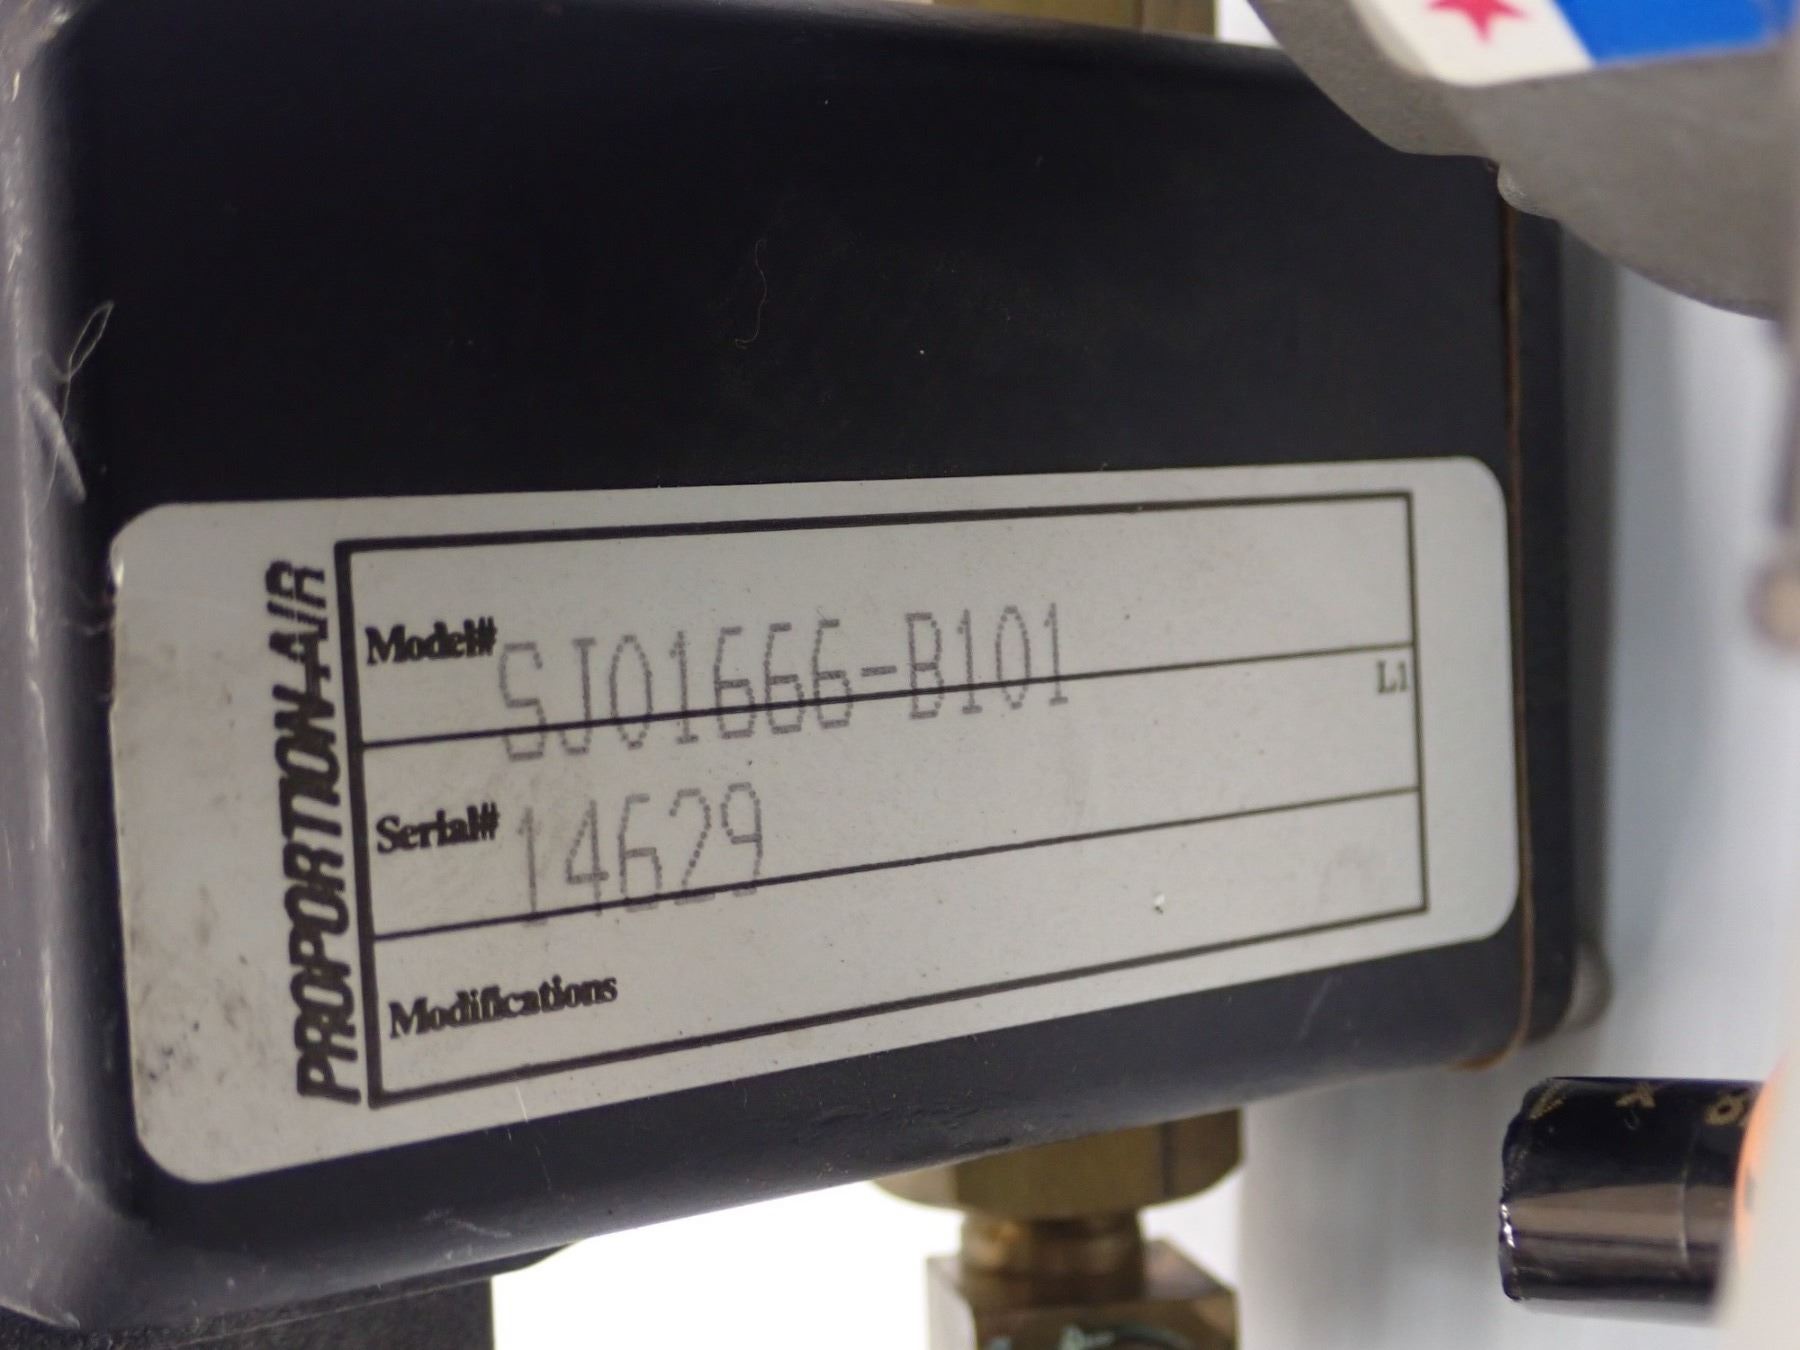 PROPORTION-AIR
Model# SJ01666-B101
L1
Serial# 14629
Modifications